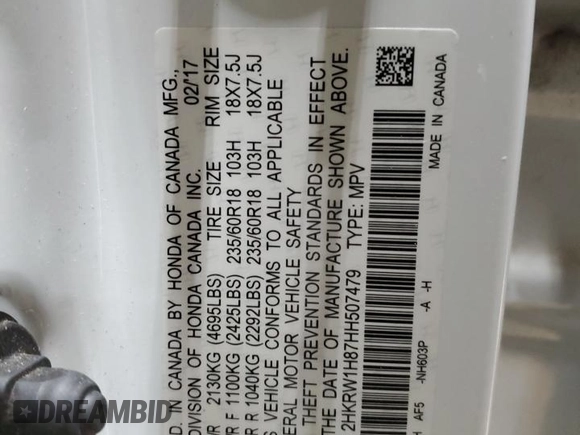 D. IN CANADA BY HONDA OF CANADA MFG.,
DIVISION OF HONDA CANADA INC. 02/17
2130KG (4695LBS) TIRE SIZE RIM SIZE
R F 1100KG (2425LBS) 235/60R18 103H 18X7.5J
R 1040KG (2292LBS) 235/60R18 103H 18X7.5J
S VEHICLE CONFORMS TO ALL APPLICABLE
ERAL MOTOR VEHICLE SAFETY
THEFT PREVENTION STANDARDS IN EFFECT
THE DATE OF MANUFACTURE SHOWN ABOVE.
2HKRW1H87HH507479 TYPE: MPV
H AF5 -NH603P -A -H
MADE IN CANADA
READMYBID.COM